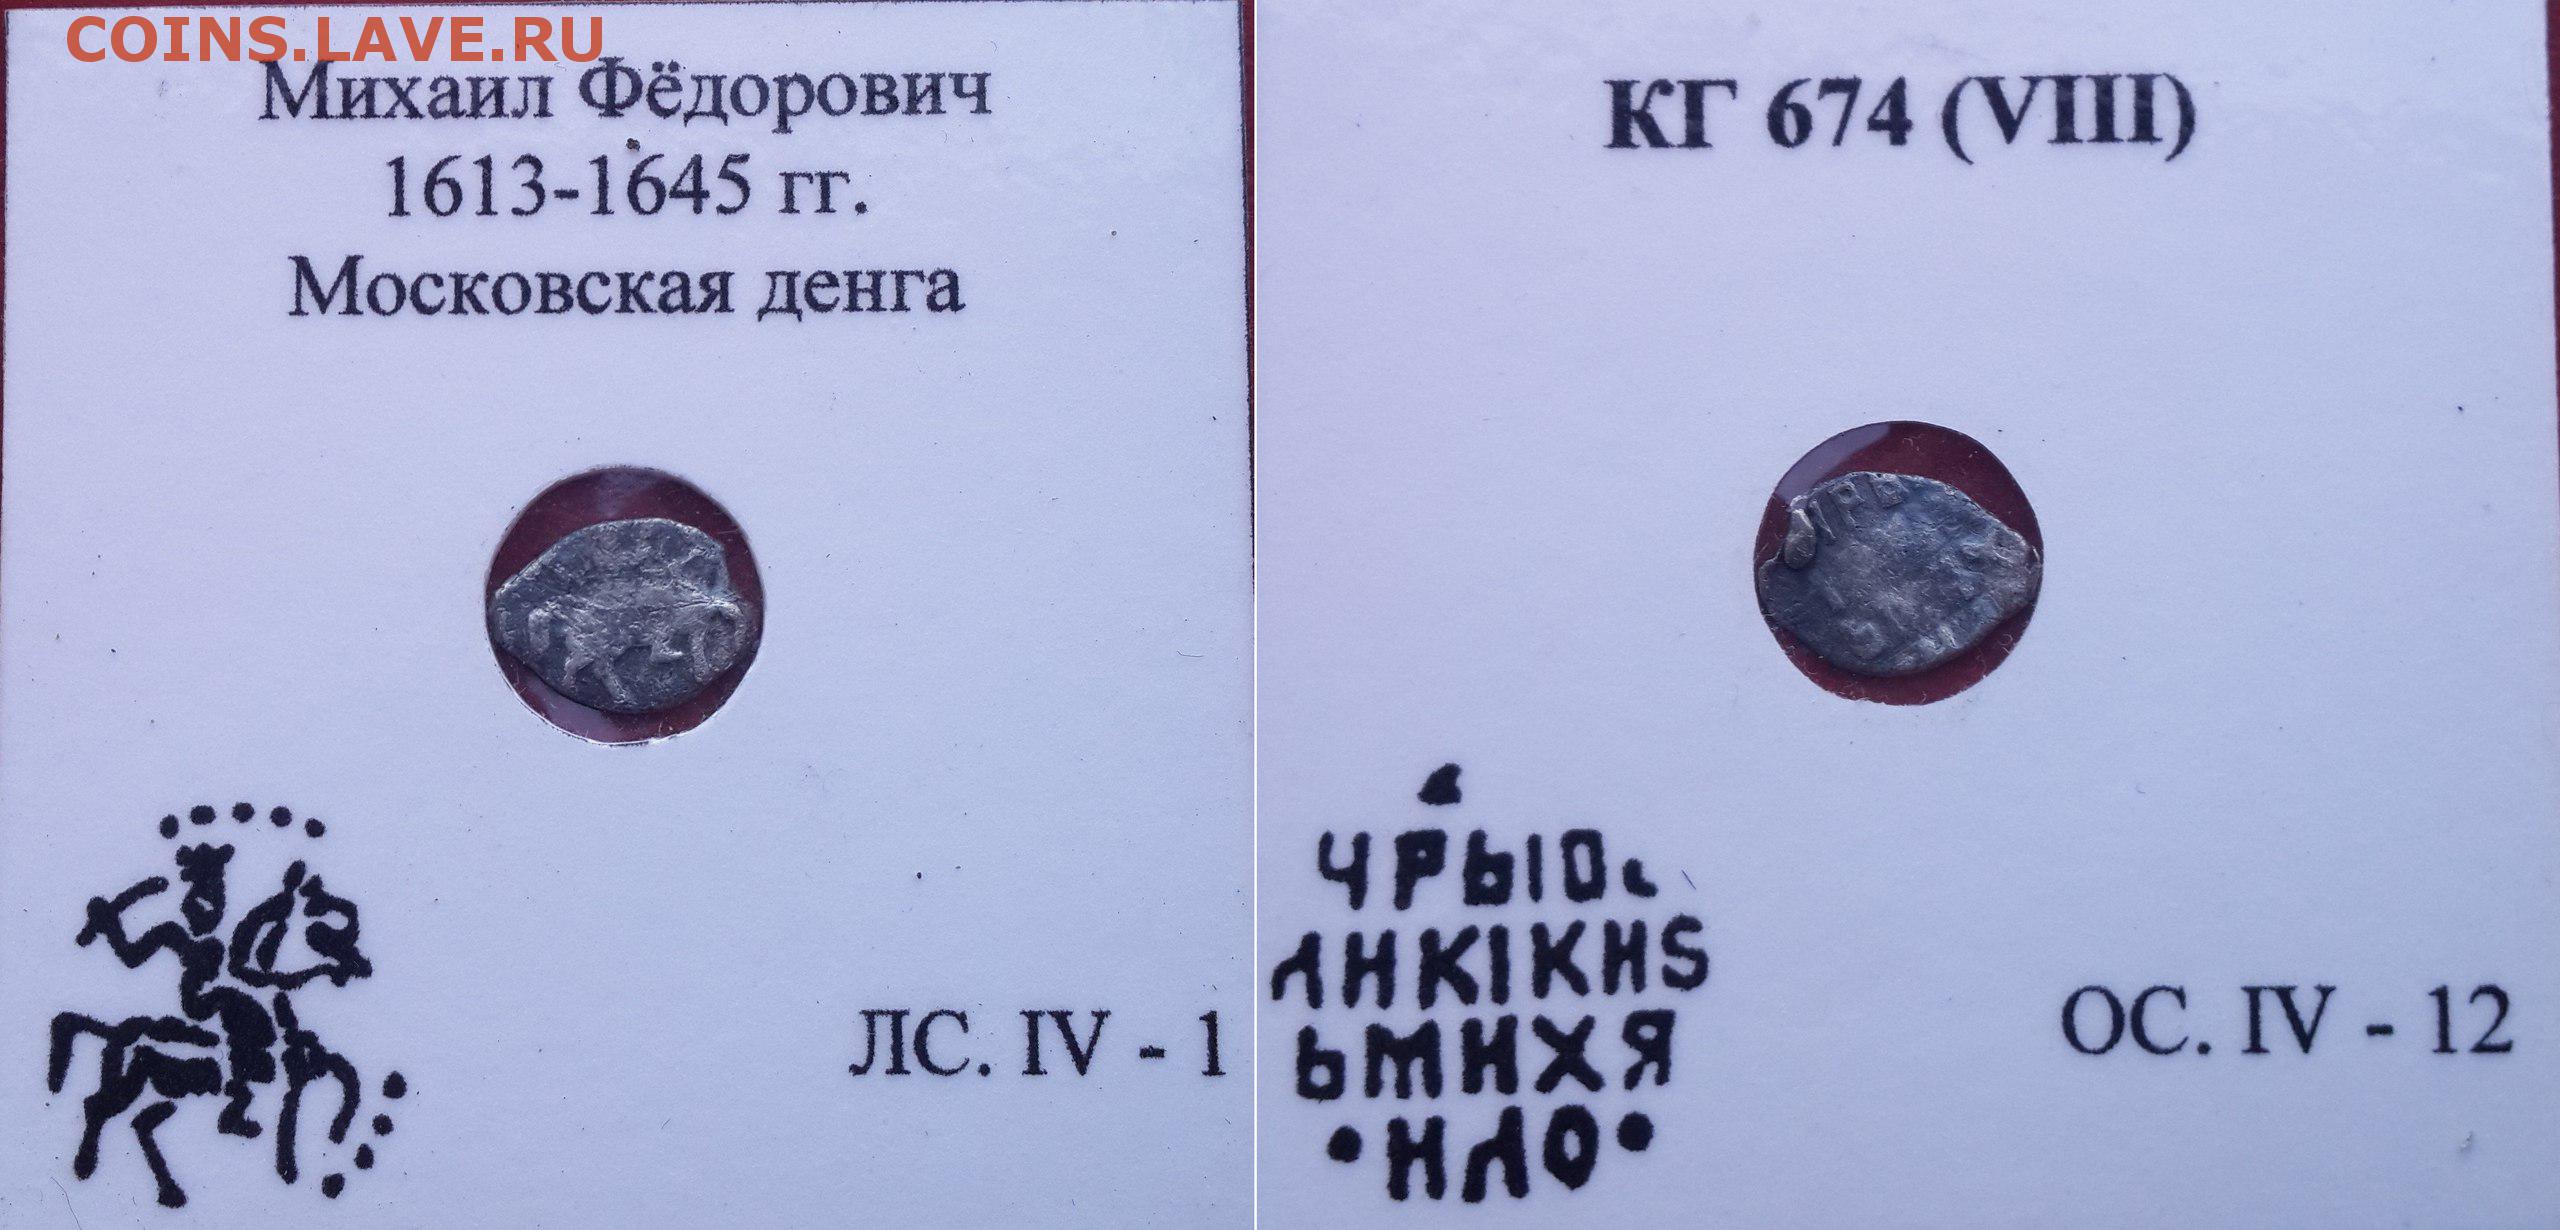 COINS.LAVE.RU
Михаил Фёдорович
1613-1645 гг.
Московская денга
ЛС. IV - 1
КГ 674 (VIII)
ЧРЬІО
ЛНКІКНЅ
ЬМНХЯ
•НЛО•
ОС. IV - 12